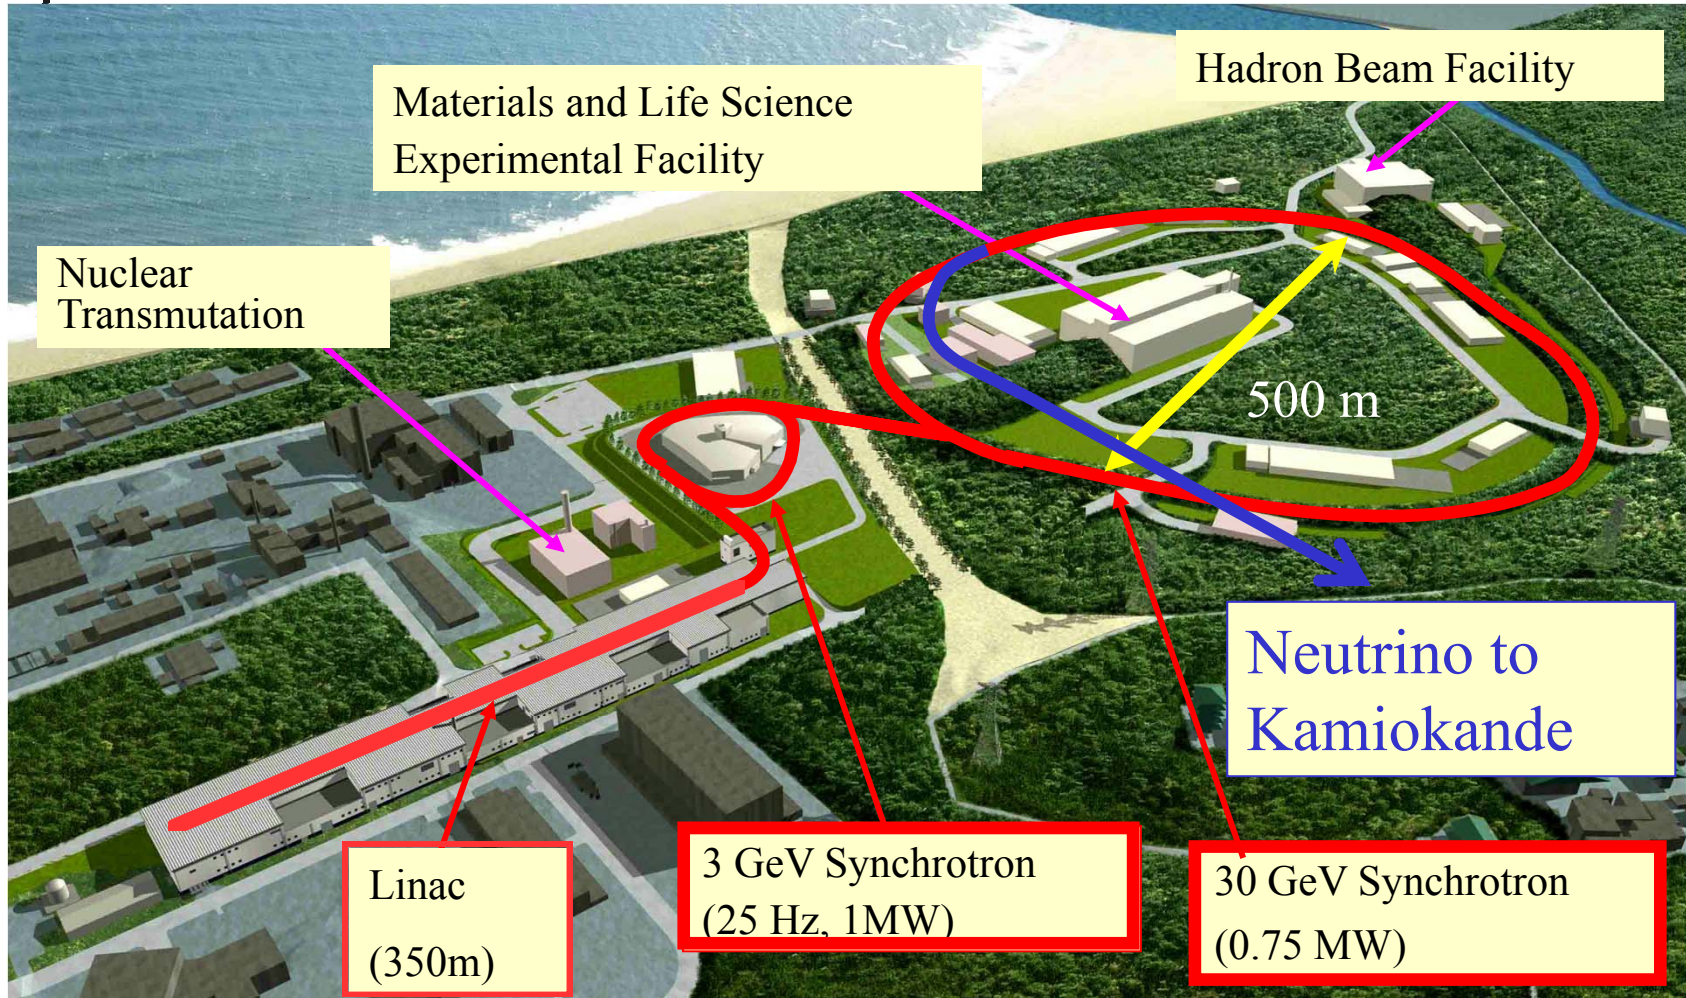 Hadron Beam Facility
Materials and Life Science
Experimental Facility
Nuclear
Transmutation
500 m
Neutrino to
Kamiokande
Linac
(350m)
3 GeV Synchrotron
(25 Hz, 1MW)
30 GeV Synchrotron
(0.75 MW)